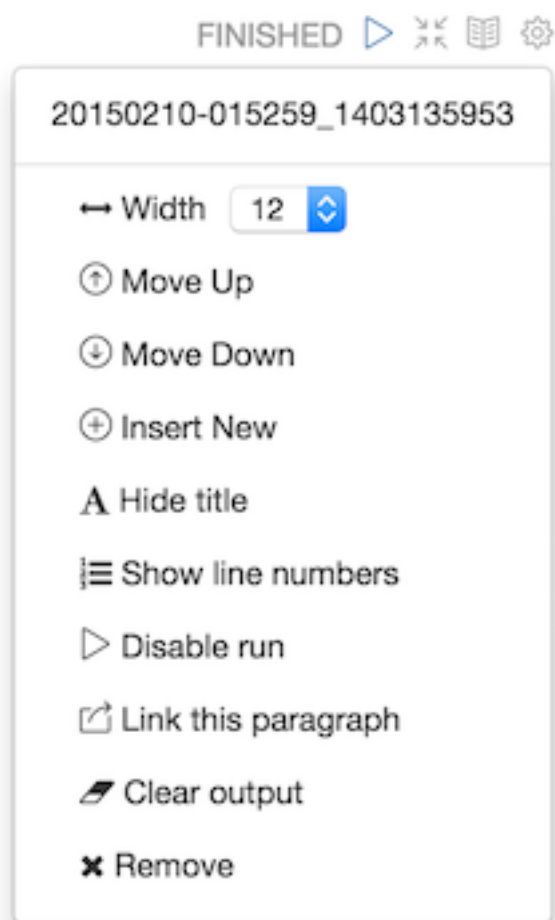 FINISHED
20150210-015259_1403135953
Width 12
Move Up
Move Down
Insert New
A Hide title
Show line numbers
Disable run
Link this paragraph
Clear output
Remove